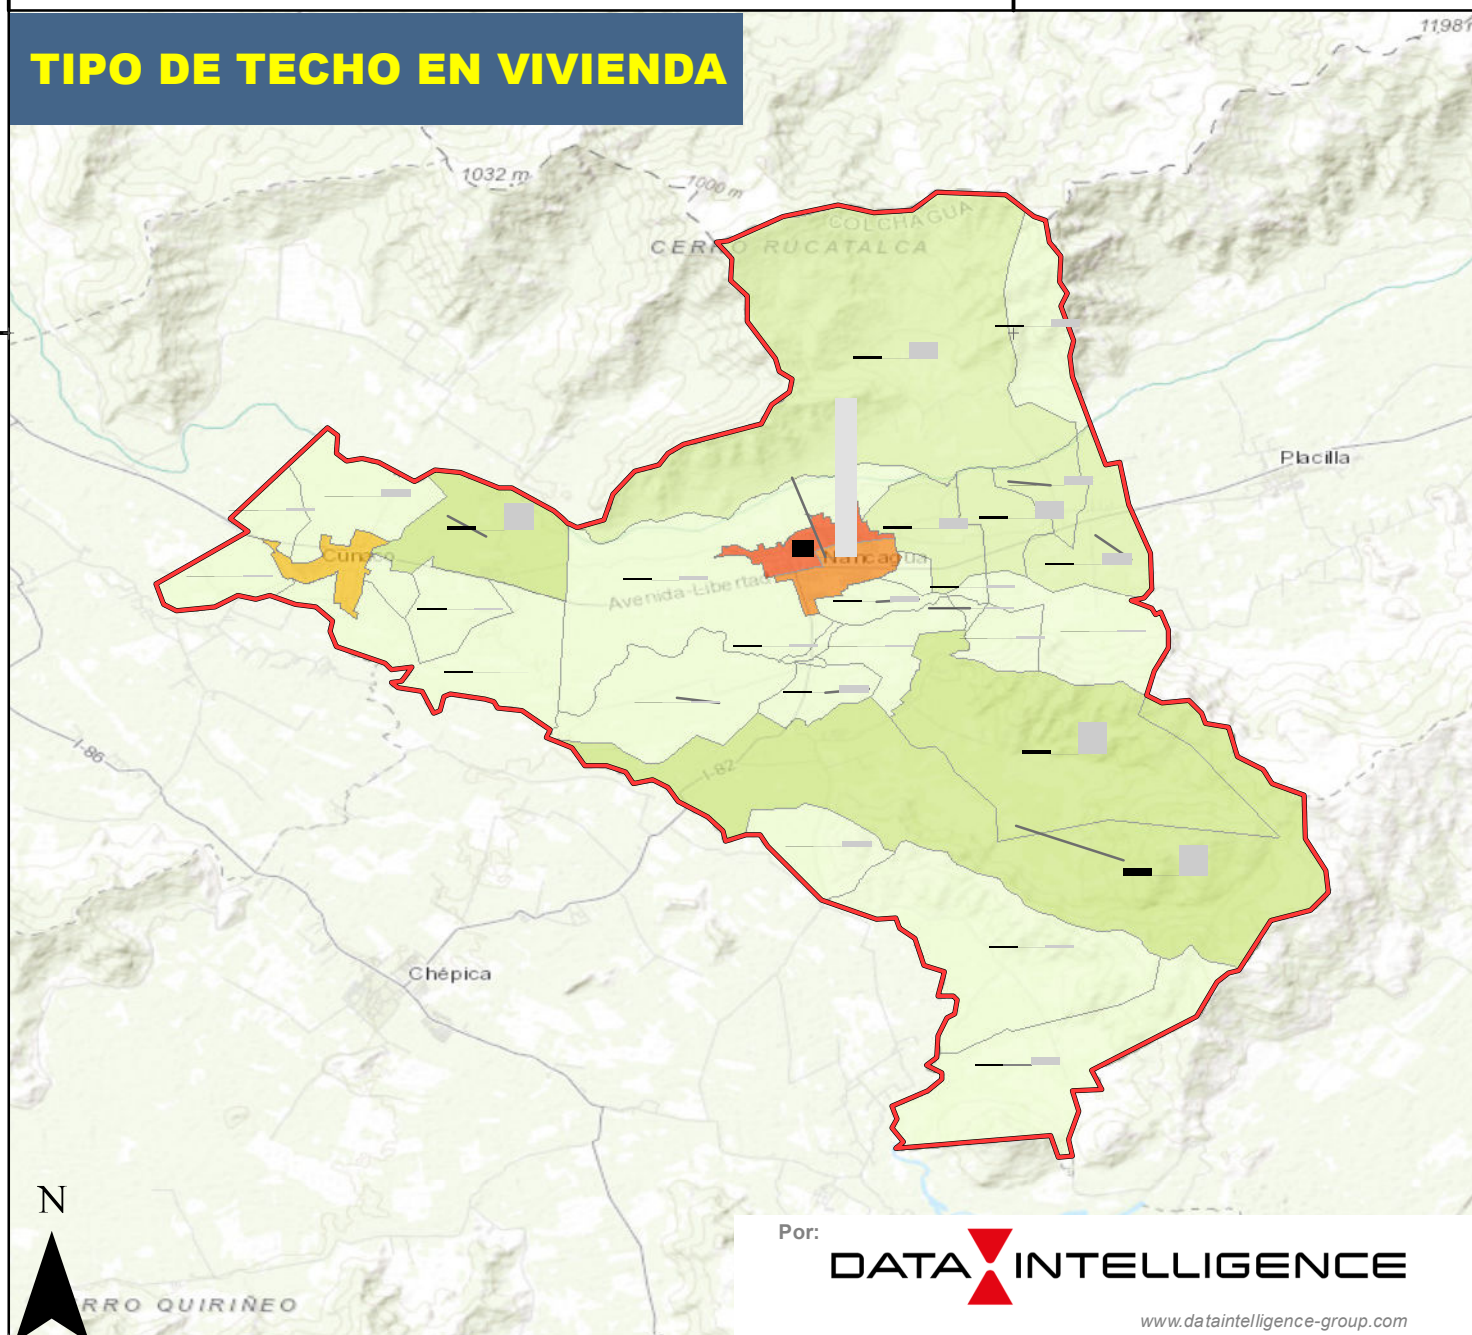 TIPO DE TECHO EN VIVIENDA
1032 m
1000 m
COLCHAGUA
CERRO RUCATALCA
Placilla
Cunaco
Nancagua
Avenida-Libertad
I-86
I-82
Chépica
N
RRO QUIRIÑEO
Por:
DATA INTELLIGENCE
www.dataintelligence-group.com